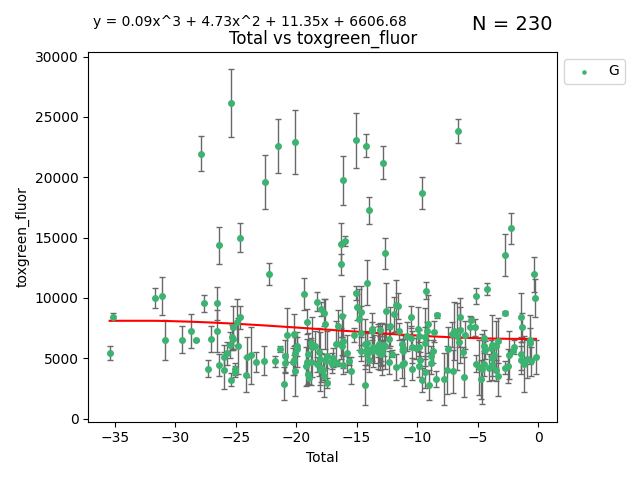 y = 0.09x^3 + 4.73x^2 + 11.35x + 6606.68
N = 230
Total vs toxgreen_fluor
G
toxgreen_fluor
30000
25000
20000
15000
10000
5000
0
−35 −30 −25 −20 −15 −10 −5 0
Total